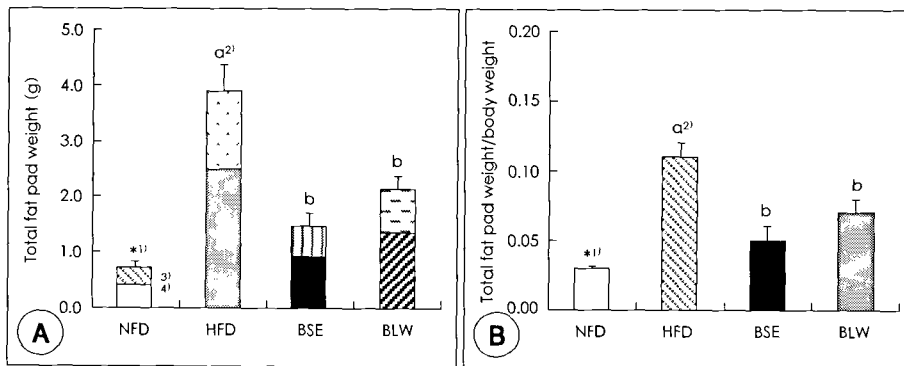 Total fat pad weight (g)
5.0
4.0
3.0
2.0
1.0
0.0
*1)
3)
4)
a2)
b
b
NFD
HFD
BSE
BLW
A
Total fat pad weight/body weight
0.20
0.15
0.10
0.05
0.00
*1)
a2)
b
b
NFD
HFD
BSE
BLW
B